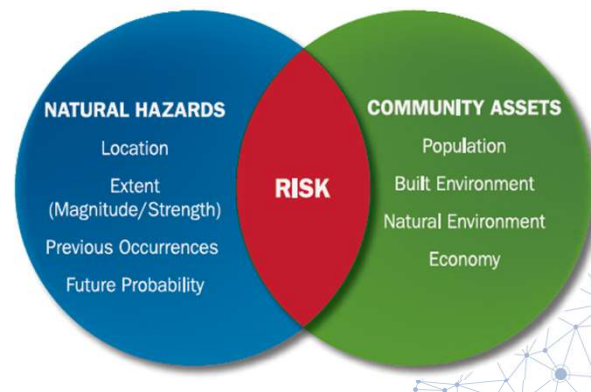 NATURAL HAZARDS
Location
Extent
(Magnitude/Strength)
Previous Occurrences
Future Probability
RISK
COMMUNITY ASSETS
Population
Built Environment
Natural Environment
Economy